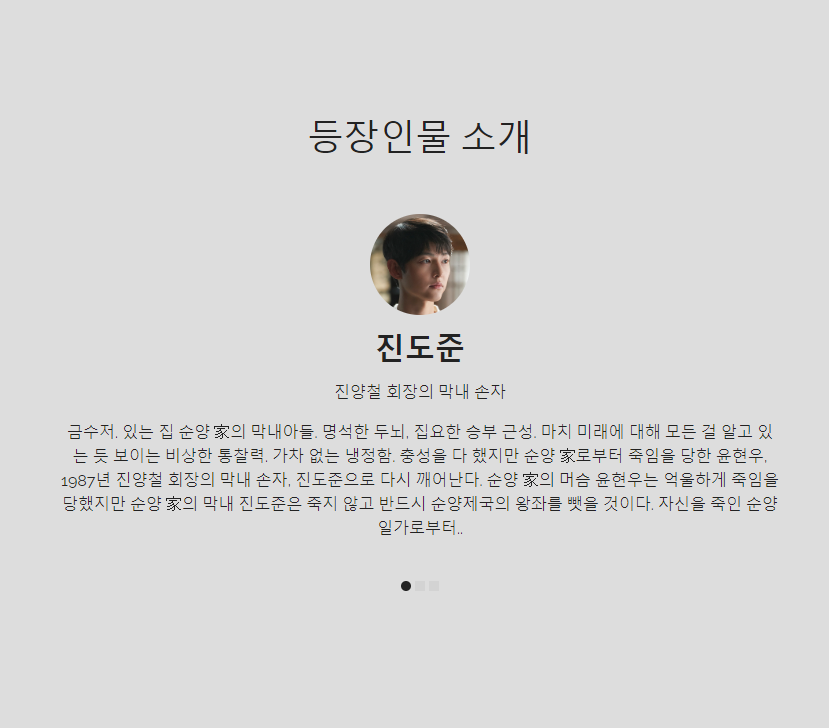 등장인물 소개
진도준
진양철 회장의 막내 손자
금수저. 있는 집 순양 家의 막내아들. 명석한 두뇌, 집요한 승부 근성. 마치 미래에 대해 모든 걸 알고 있
는 듯 보이는 비상한 통찰력. 가차 없는 냉정함. 충성을 다 했지만 순양 家로부터 죽임을 당한 윤현우,
1987년 진양철 회장의 막내 손자, 진도준으로 다시 깨어난다. 순양 家의 머슴 윤현우는 억울하게 죽임을
당했지만 순양 家의 막내 진도준은 죽지 않고 반드시 순양제국의 왕좌를 뺏을 것이다. 자신을 죽인 순양
일가로부터..